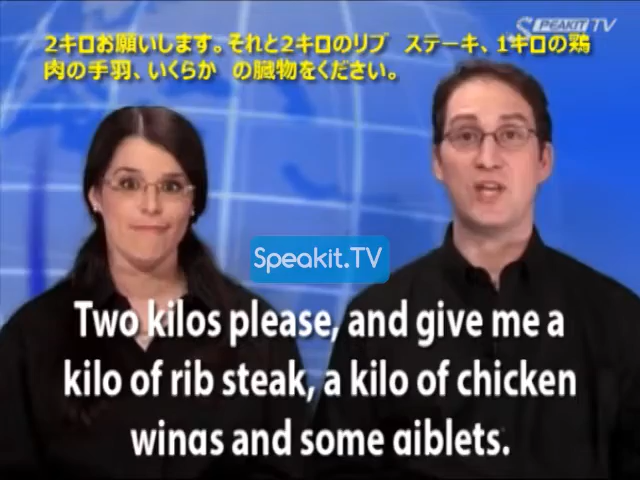 SPEAKIT TV
2キロお願いします。それと2キロのリブ ステーキ、1キロの鶏
肉の手羽、いくらか の臓物をください。
Speakit.TV
Two kilos please, and give me a
kilo of rib steak, a kilo of chicken
wings and some giblets.